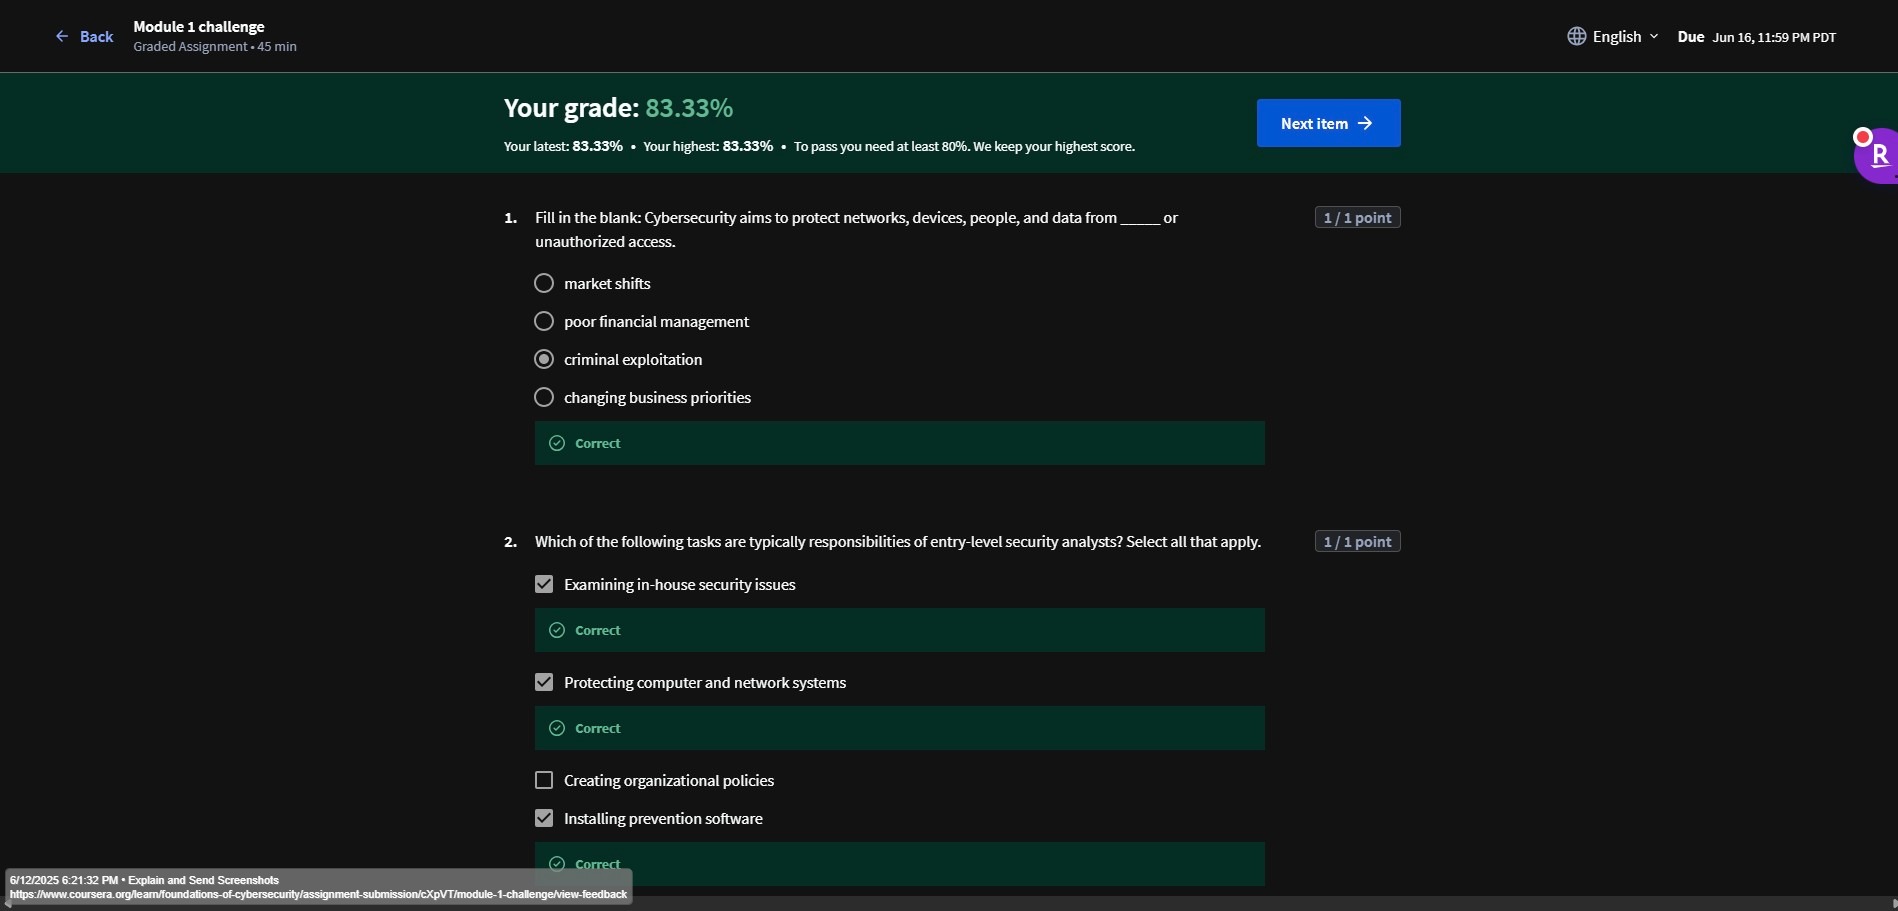 ← Back
Module 1 challenge
Graded Assignment • 45 min
English
Due Jun 16, 11:59 PM PDT
Your grade: 83.33%
Your latest: 83.33% • Your highest: 83.33% • To pass you need at least 80%. We keep your highest score.
Next item →
R
1. Fill in the blank: Cybersecurity aims to protect networks, devices, people, and data from _____ or
unauthorized access.
1 / 1 point
market shifts
poor financial management
criminal exploitation
changing business priorities
Correct
2. Which of the following tasks are typically responsibilities of entry-level security analysts? Select all that apply.
1 / 1 point
Examining in-house security issues
Correct
Protecting computer and network systems
Correct
Creating organizational policies
Installing prevention software
Correct
6/12/2025 6:21:32 PM • Explain and Send Screenshots
https://www.coursera.org/learn/foundations-of-cybersecurity/assignment-submission/cXpVT/module-1-challenge/view-feedback